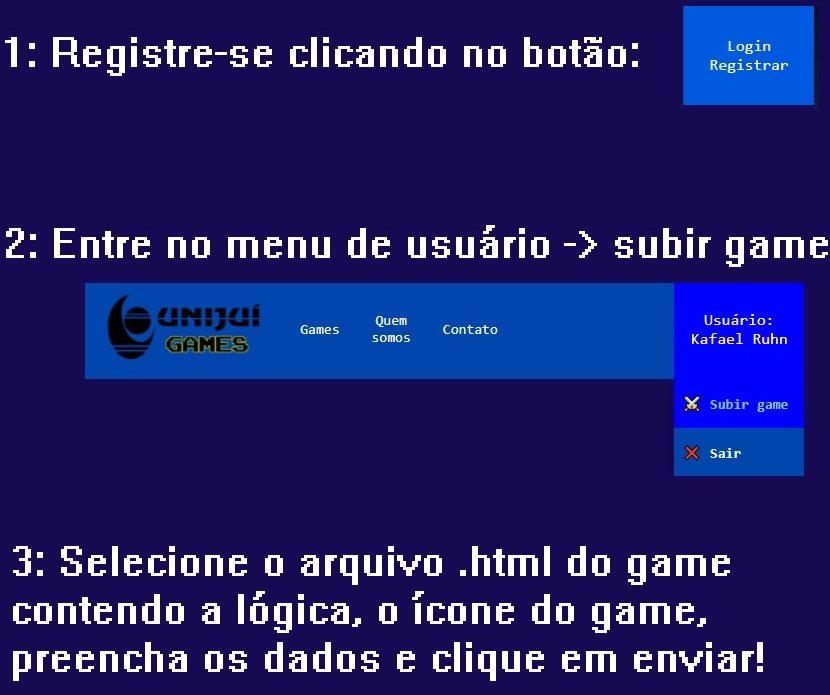 1: Registre-se clicando no botão:
Login
Registrar
2: Entre no menu de usuário -> subir game
UNIJUÍ
GAMES
Games
Quem
somos
Contato
Usuário:
Kafael Ruhn
Subir game
Sair
3: Selecione o arquivo .html do game
contendo a lógica, o ícone do game,
preencha os dados e clique em enviar!